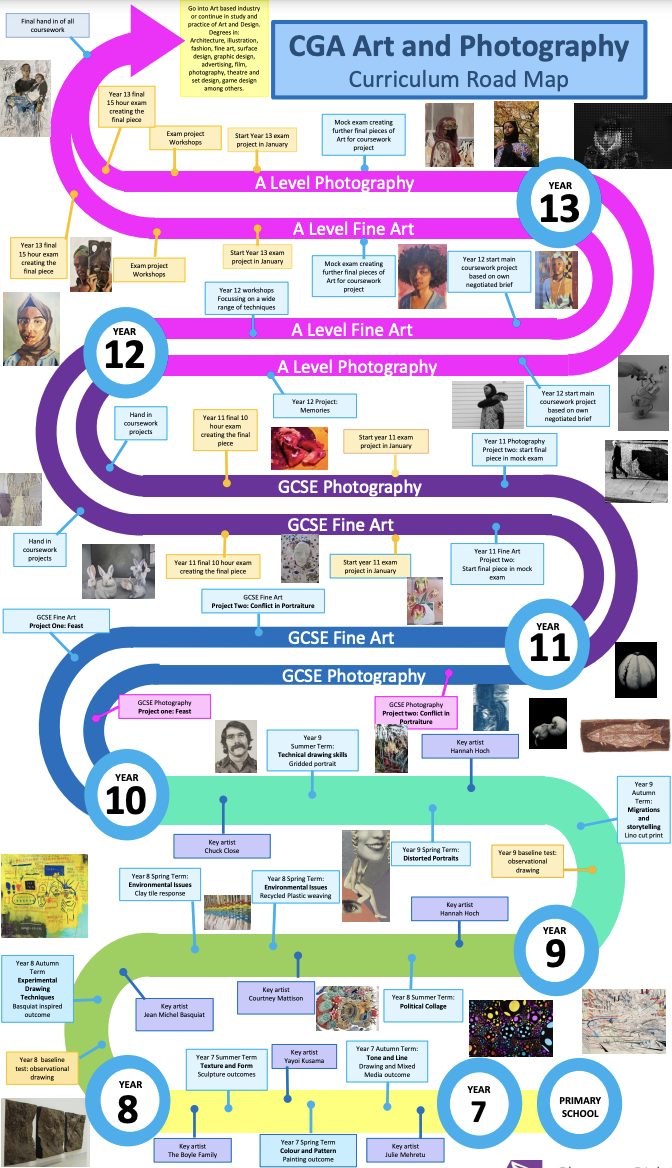 Final hand in of all
coursework
Go into Art based industry
or continue in study and
practice of Art and Design.
Degrees in:
Architecture, illustration,
fashion, fine art, surface
design, graphic design,
advertising, film,
photography, theatre and
set design, game design
among others.
CGA Art and Photography
Curriculum Road Map
Year 13 final
15 hour exam
creating the
final piece
Exam project
Workshops
Start Year 13 exam
project in January
Mock exam creating
further final pieces of
Art for coursework
project
A Level Photography
YEAR
13
A Level Fine Art
Year 13 final
15 hour exam
creating the
final piece
Exam project
Workshops
Start Year 13 exam
project in January
Mock exam creating
further final pieces of
Art for coursework
project
Year 12 start main
coursework project
based on own
negotiated brief
Year 12 workshops
Focussing on a wide
range of techniques
A Level Fine Art
YEAR
12
A Level Photography
Year 12 Project:
Memories
Year 12 start main
coursework project
based on own
negotiated brief
Hand in
coursework
projects
Year 11 final 10
hour exam
creating the final
piece
Start year 11 exam
project in January
Year 11 Photography
Project two: start final
piece in mock exam
GCSE Photography
GCSE Fine Art
Hand in
coursework
projects
Year 11 final 10 hour exam
creating the final piece
Start year 11 exam
project in January
Year 11 Fine Art
Project two:
Start final piece in mock
exam
GCSE Fine Art
Project One: Feast
GCSE Fine Art
Project Two: Conflict in Portraiture
GCSE Fine Art
YEAR
11
GCSE Photography
GCSE Photography
Project one: Feast
GCSE Photography
Project two: Conflict in
Portraiture
Year 9
Summer Term:
Technical drawing skills
Gridded portrait
Key artist
Hannah Hoch
YEAR
10
Year 9
Autumn
Term:
Migrations
and
storytelling
Lino cut print
Key artist
Chuck Close
Year 9 Spring Term:
Distorted Portraits
Year 9 baseline test:
observational
drawing
Year 8 Spring Term:
Environmental Issues
Clay tile response
Year 8 Spring Term:
Environmental Issues
Recycled Plastic weaving
Key artist
Hannah Hoch
YEAR
9
Year 8 Autumn
Term
Experimental
Drawing
Techniques
Basquiat inspired
outcome
Key artist
Jean Michel Basquiat
Key artist
Courtney Mattison
Year 8 Summer Term:
Political Collage
Year 8 baseline
test: observational
drawing
Year 7 Summer Term
Texture and Form
Sculpture outcomes
Key artist
Yayoi Kusama
Year 7 Autumn Term:
Tone and Line
Drawing and Mixed
Media outcome
YEAR
8
YEAR
7
PRIMARY
SCHOOL
Key artist
The Boyle Family
Year 7 Spring Term
Colour and Pattern
Painting outcome
Key artist
Julie Mehretu